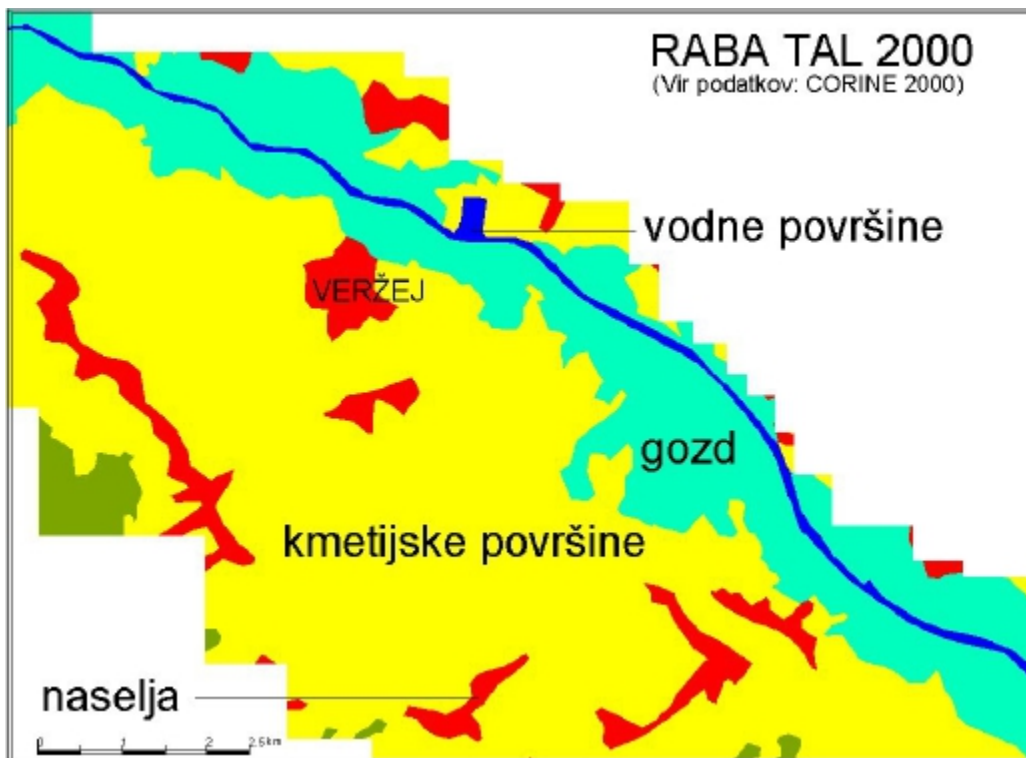 RABA TAL 2000
(Vir podatkov: CORINE 2000)
vodne površine
VERŽEJ
gozd
kmetijske površine
naselja
0 1 2 2.5km